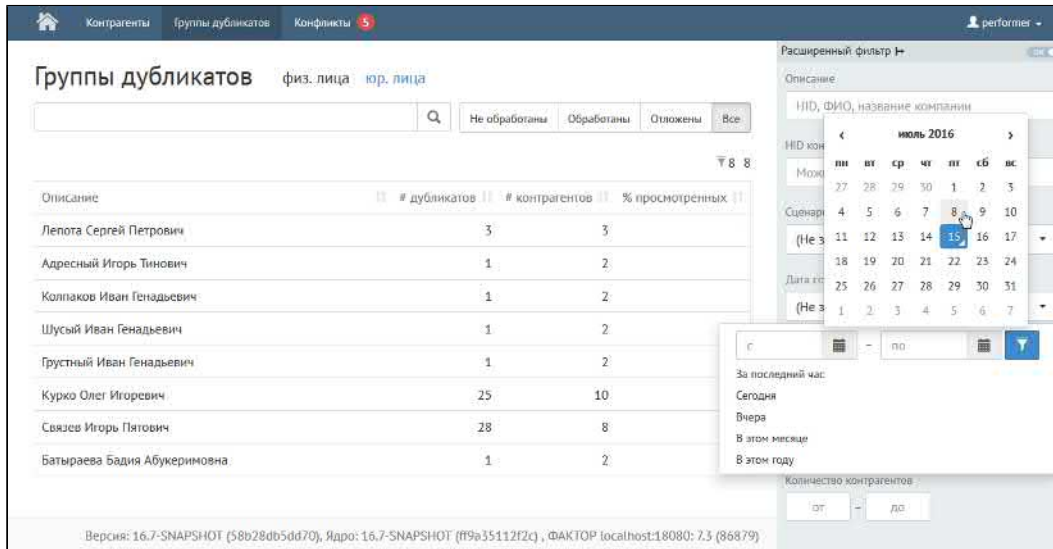 Контрагенты Группы дубликатов Конфликты 5 performer
Расширенный фильтр
Группы дубликатов физ. лица юр. лица
Описание
HID, ФИО, название компании
Не обработаны Обработаны Отложены Все
июль 2016
HID
пн вт ср чт пт сб вс
8 8
27 28 29 30 1 2 3
Описание # дубликатов # контрагентов % просмотренных
4 5 6 7 8 9 10
Лепота Сергей Петрович 3 3
(Не 11 12 13 14 15 16 17
Адресный Игорь Тинович 1 2
18 19 20 21 22 23 24
Дата
Колпаков Иван Генадьевич 1 2
25 26 27 28 29 30 31
(Не 1 2 3 4 5 6 7
Шусый Иван Генадьевич 1 2
с – по
Грустный Иван Генадьевич 1 2
За последний час
Курко Олег Игоревич 25 10
Сегодня
Вчера
Связев Игорь Пятович 28 8
В этом месяце
Батыраева Бадия Абукеримовна 1 2
В этом году
Количество контрагентов
от – до
Версия: 16.7-SNAPSHOT (58b28db5dd70), Ядро: 16.7-SNAPSHOT (ff9a35112f2c) , ФАКТОР localhost:18080: 7.3 (86879)